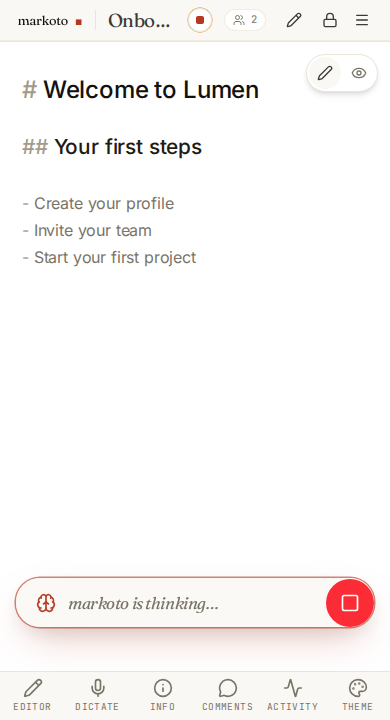 markoto
Onbo...
2
# Welcome to Lumen
## Your first steps
- Create your profile
- Invite your team
- Start your first project
markoto is thinking...
EDITOR DICTATE INFO COMMENTS ACTIVITY THEME